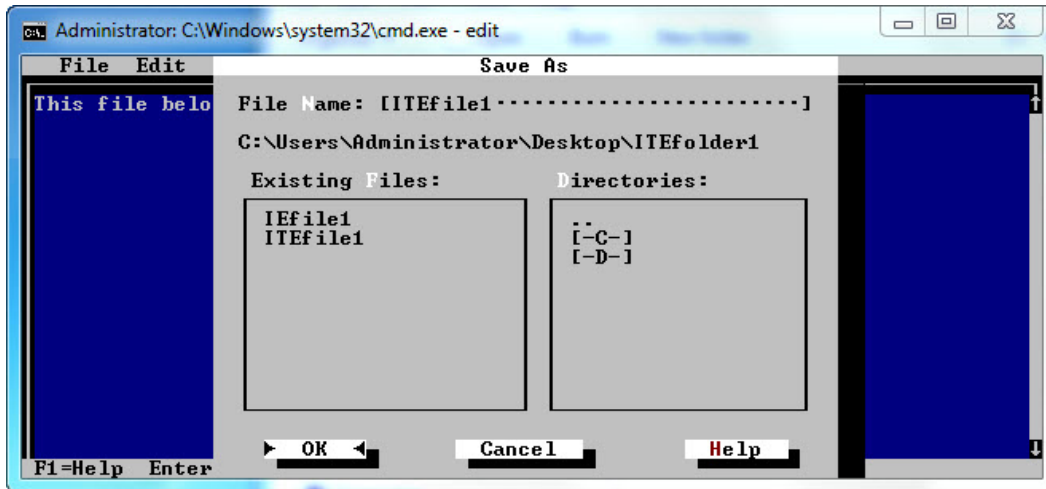 Administrator: C:\Windows\system32\cmd.exe - edit
File Edit
Save As
This file belo
File Name: [ITEfile1························]
C:\Users\Administrator\Desktop\ITEfolder1
Existing Files: Directories:
IEfile1
ITEfile1
..
[-C-]
[-D-]
OK Cancel Help
F1=Help Enter